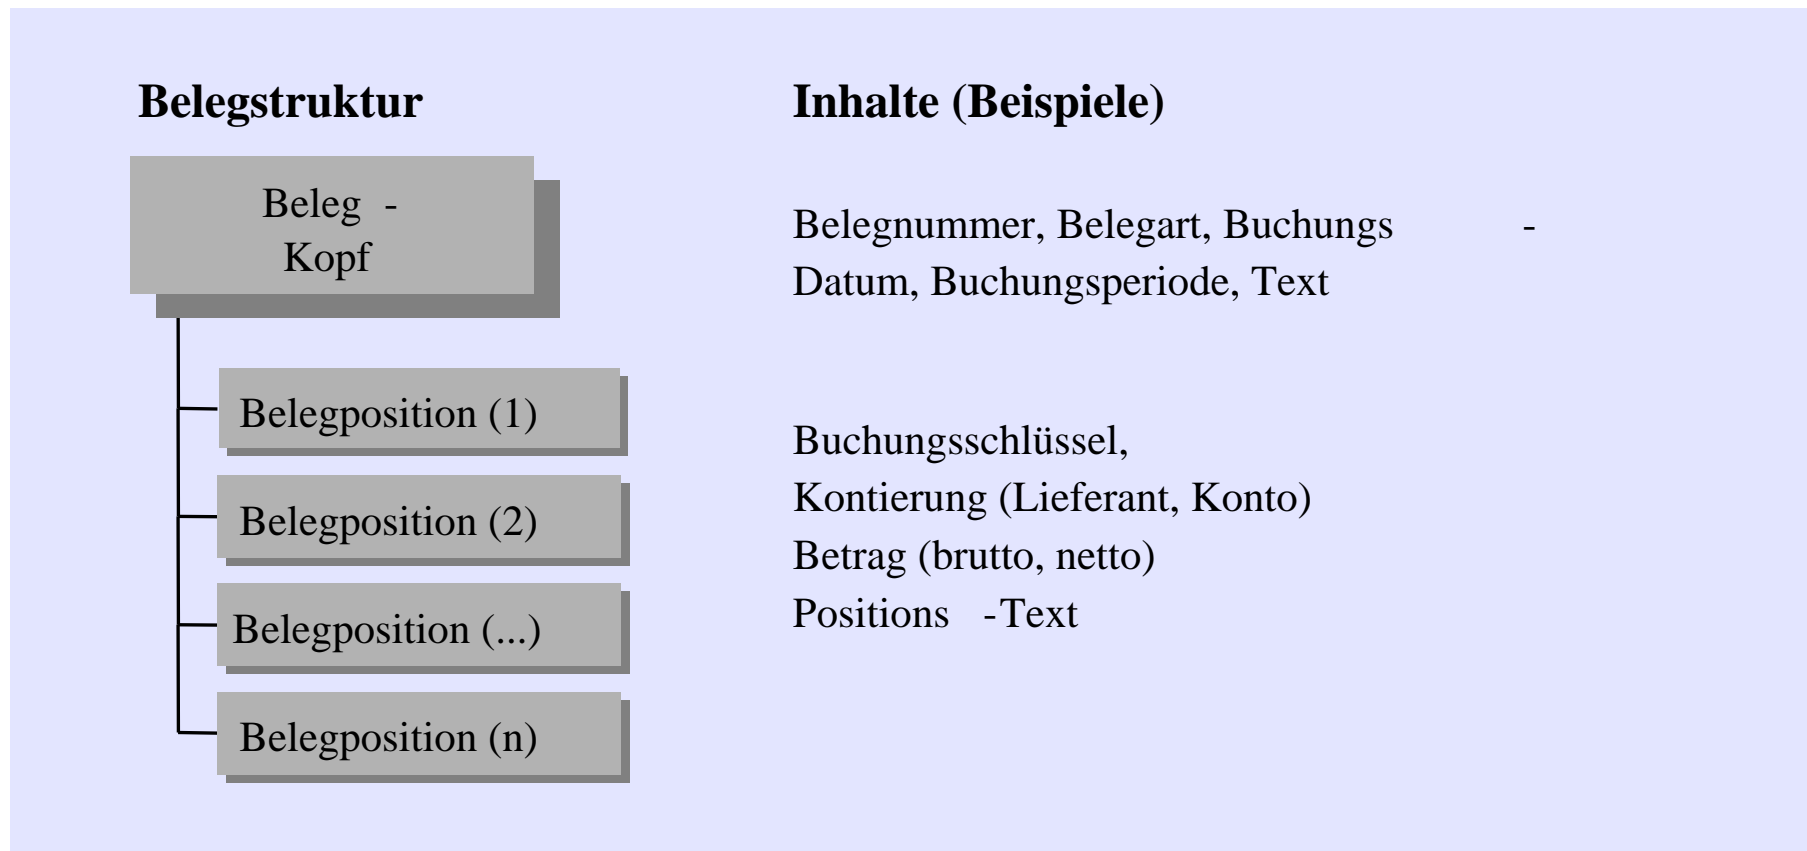 Belegstruktur
Inhalte (Beispiele)
Beleg -
Kopf
Belegnummer, Belegart, Buchungs -
Datum, Buchungsperiode, Text
Belegposition (1)
Belegposition (2)
Belegposition (...)
Belegposition (n)
Buchungsschlüssel,
Kontierung (Lieferant, Konto)
Betrag (brutto, netto)
Positions -Text